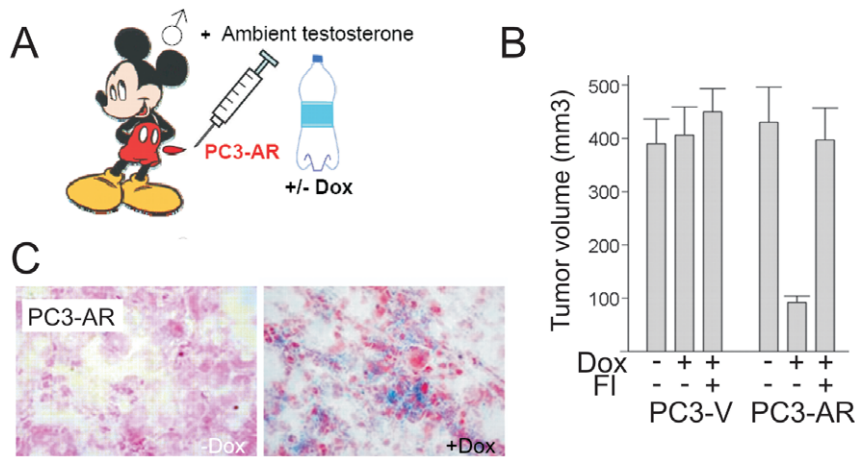 A
♂ + Ambient testosterone
PC3-AR
+/- Dox
B
Tumor volume (mm3)
500
400
300
200
100
Dox - + + - + +
Fl - - + - - +
PC3-V PC3-AR
C
PC3-AR
-Dox
+Dox